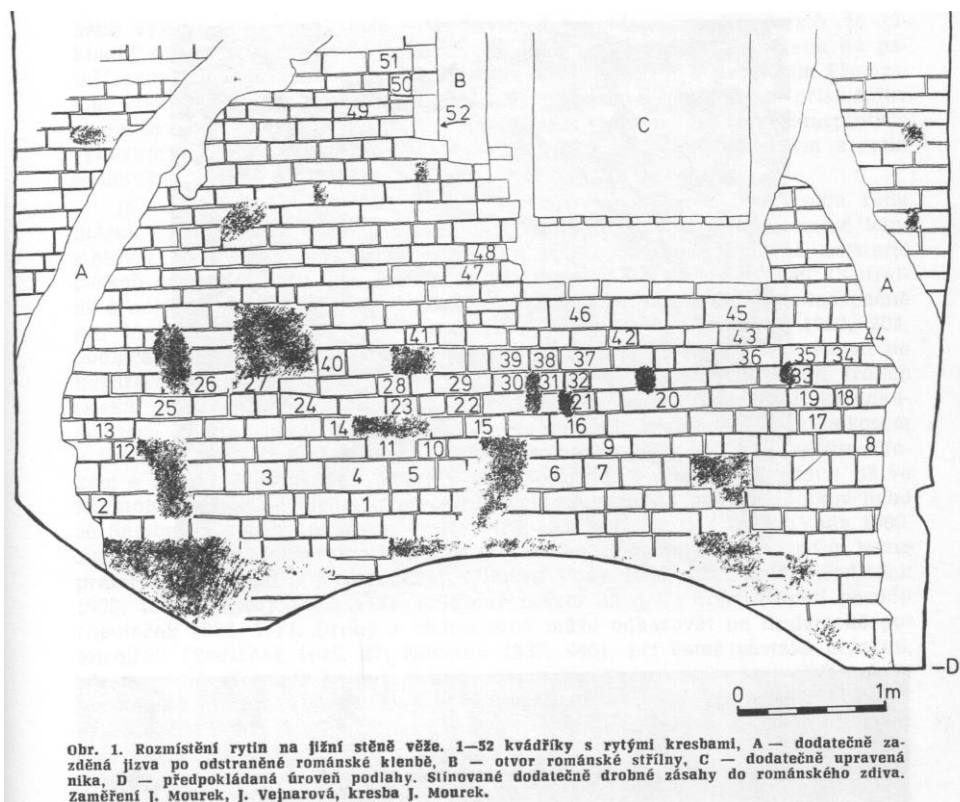 51
50
B
49
52
C
48
A
47
A
46 45
41 42 43 44
40 39 38 37 36 35 34
26 27 28 29 30 31 32 33
25 24 23 22 21 20 19 18
13 14 15 16 17
12 11 10 9 8
3 4 5 6 7
2 1
D
0 1m
Obr. 1. Rozmístění rytin na jižní stěně věže. 1—52 kvádříky s rytými kresbami, A — dodatečně za-
zděná jizva po odstraněné románské klenbě, B — otvor románské střílny, C — dodatečně upravená
nika, D — předpokládaná úroveň podlahy. Stínované dodatečně drobné zásahy do románského zdiva.
Zaměření J. Mourek, J. Vejnarová, kresba J. Mourek.